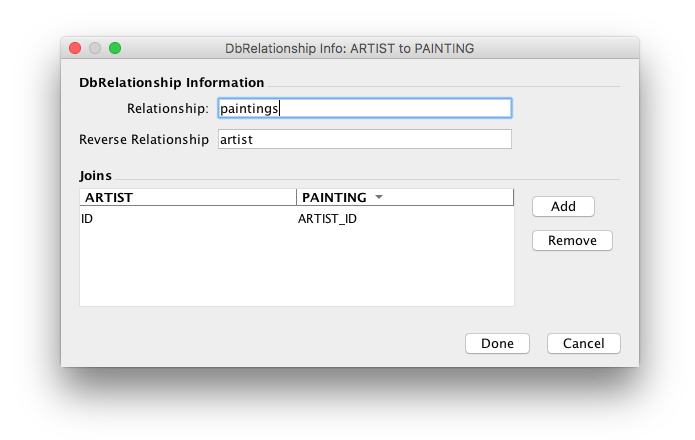 DbRelationship Info: ARTIST to PAINTING
DbRelationship Information
Relationship: paintings
Reverse Relationship artist
Joins
ARTIST PAINTING
ID ARTIST_ID
Add
Remove
Done Cancel